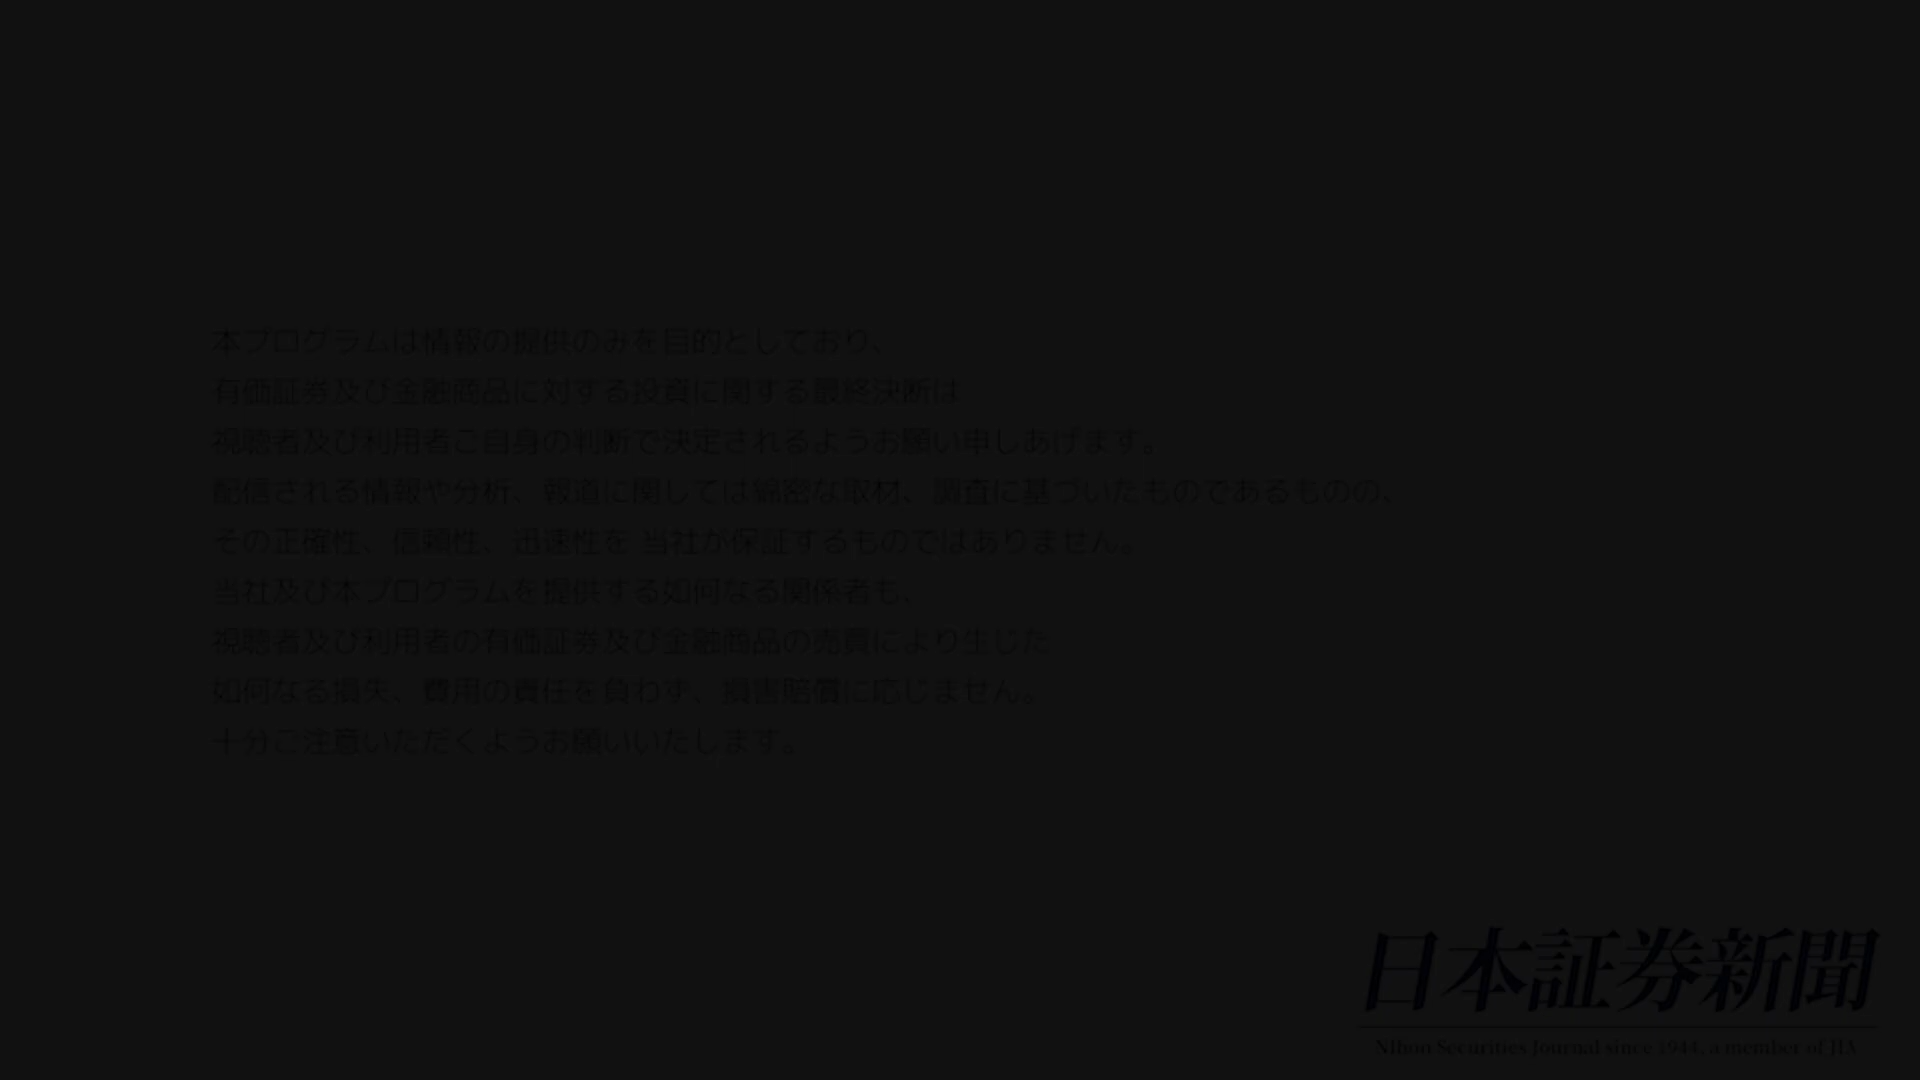 本プログラムは情報の提供のみを目的としており、
有価証券及び金融商品に対する投資に関する最終決断は
視聴者及び利用者ご自身の判断で決定されるようお願い申しあげます。
配信される情報や分析、報道に関しては綿密な取材、調査に基づいたものであるものの、
その正確性、信頼性、迅速性を 当社が保証するものではありません。
当社及び本プログラムを提供する如何なる関係者も、
視聴者及び利用者の有価証券及び金融商品の売買により生じた
如何なる損失、費用の責任を負わず、損害賠償に応じません。
十分ご注意いただくようお願いいたします。
日本証券新聞
Nihon Securities Journal since 1944, a member of